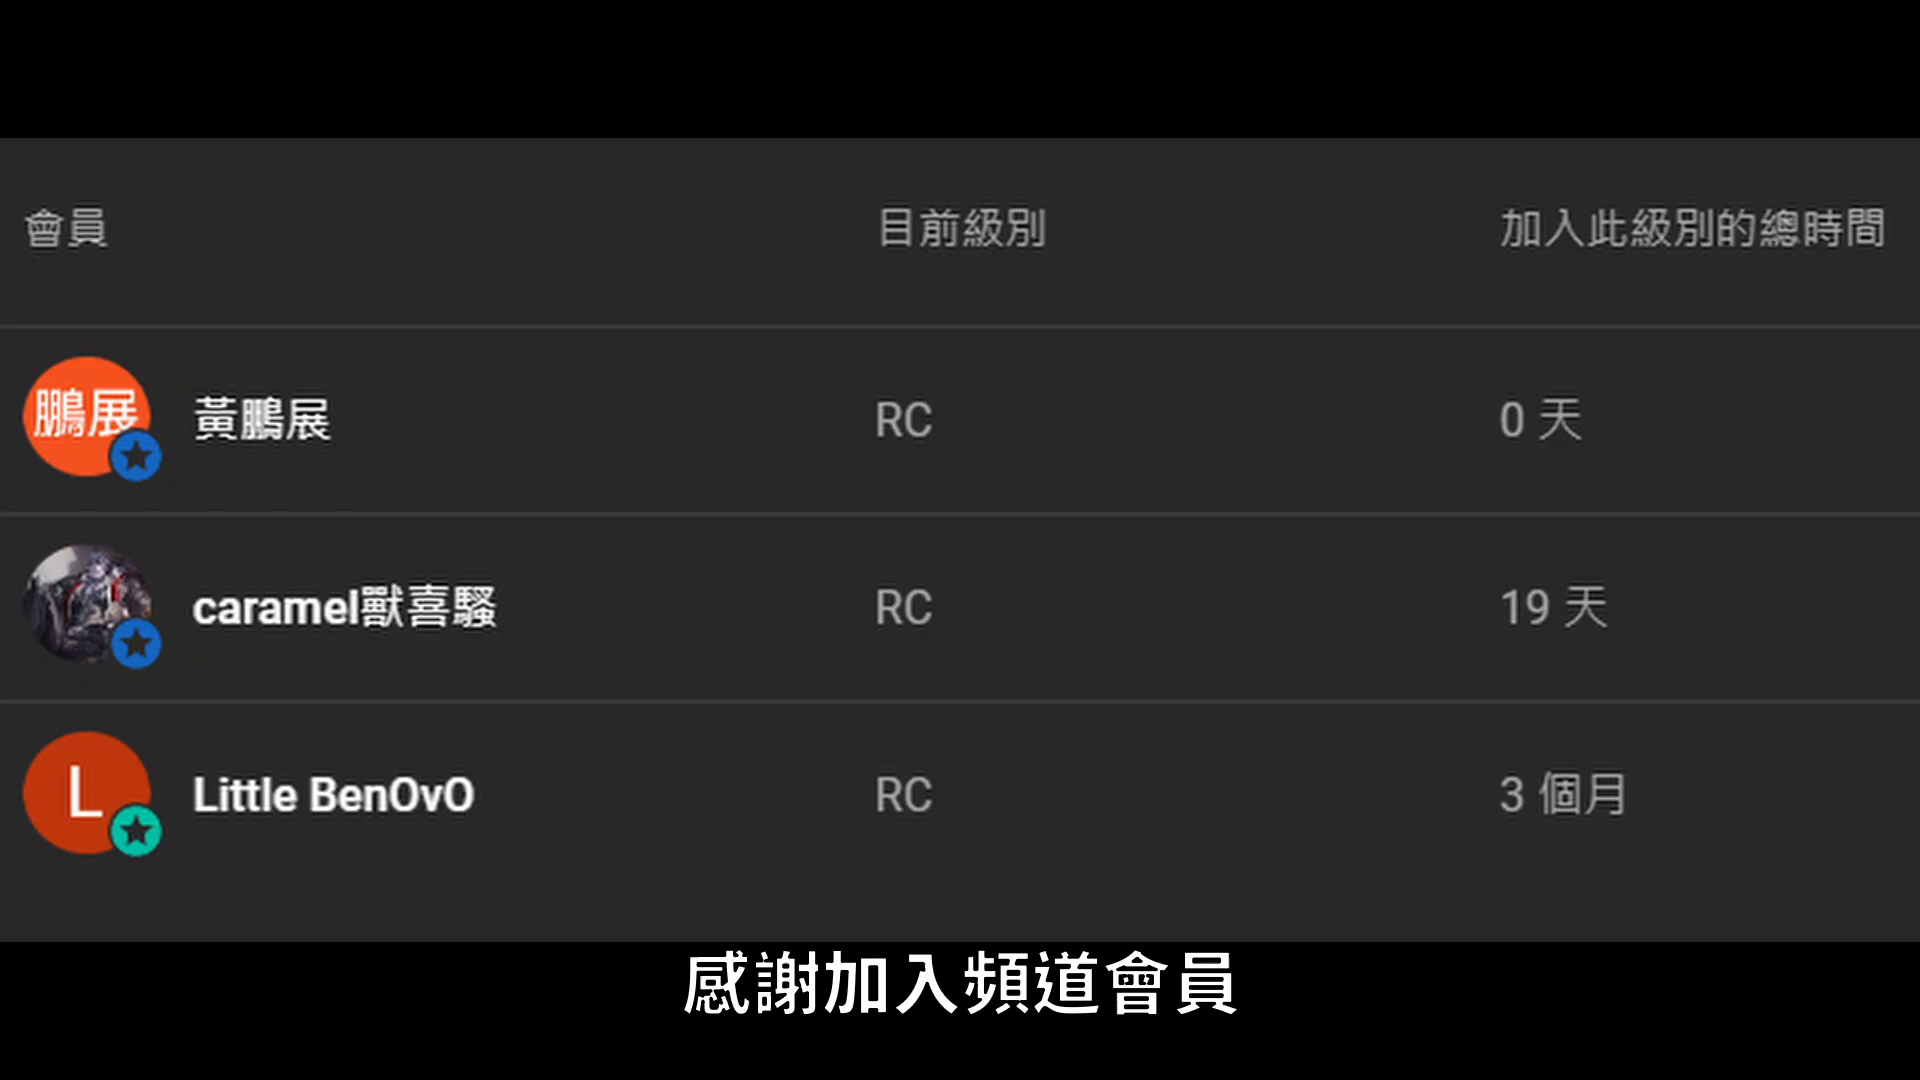 會員 目前級別 加入此級別的總時間
鵬展 黃鵬展 RC 0 天
caramel獸喜騷 RC 19 天
L Little BenOvO RC 3 個月
感謝加入頻道會員